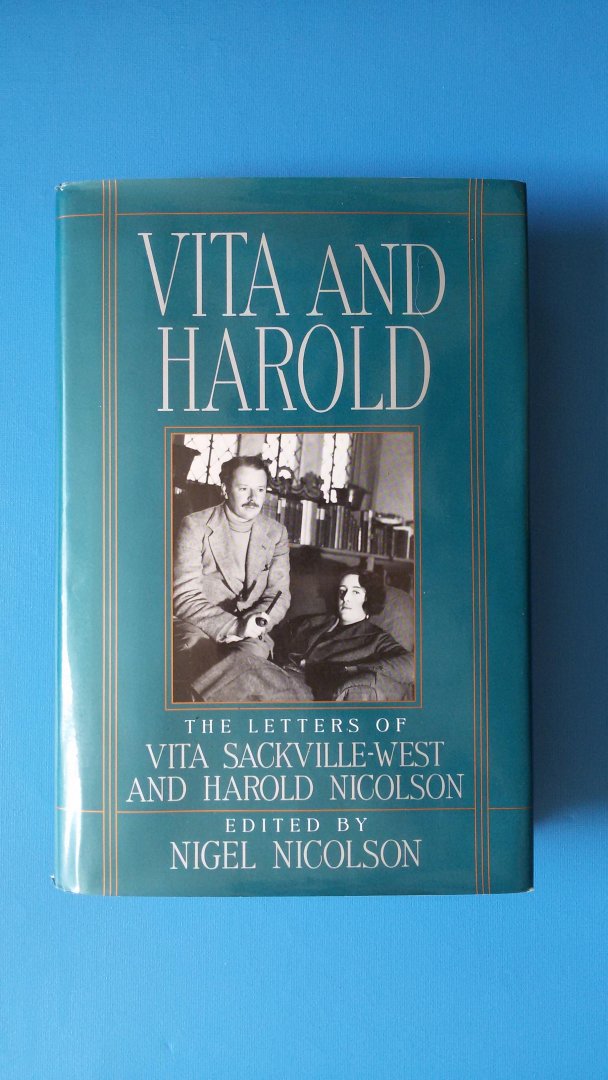 VITA AND
HAROLD
THE LETTERS OF
VITA SACKVILLE-WEST
AND HAROLD NICOLSON
EDITED BY
NIGEL NICOLSON